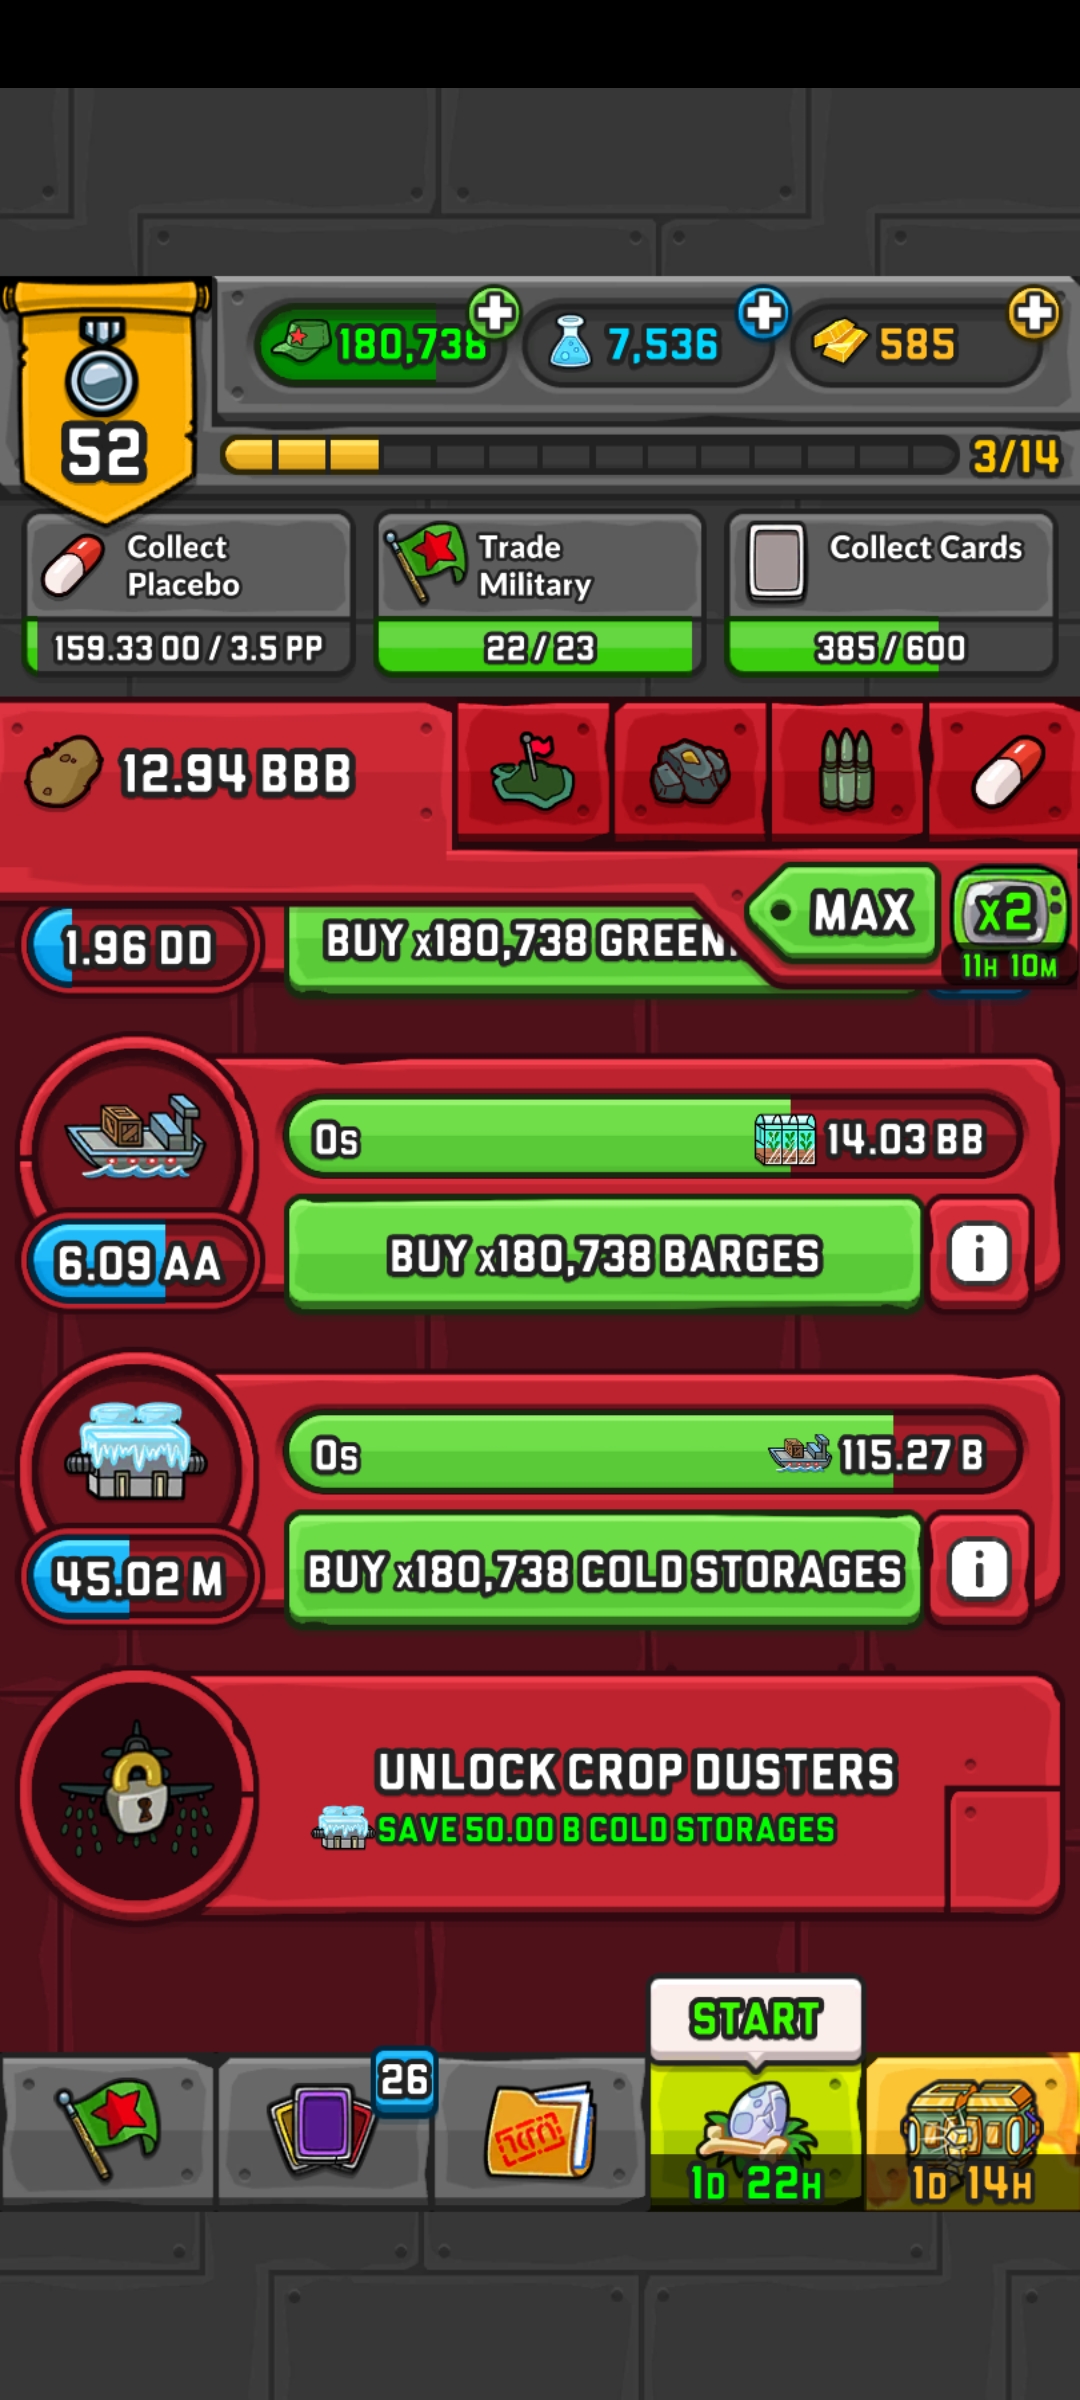 180,738
7,536
585
52
3/14
Collect
Placebo
159.33 OO / 3.5 PP
Trade
Military
22 / 23
Collect Cards
385 / 600
12.94 BBB
MAX
x2
11H 10M
1.96 DD
BUY x180,738
0s
14.03 BB
6.09 AA
BUY x180,738 BARGES
i
0s
115.27 B
45.02 M
BUY x180,738 COLD STORAGES
i
UNLOCK CROP DUSTERS
SAVE 50.00 B COLD STORAGES
START
26
1D 22H
1D 14H